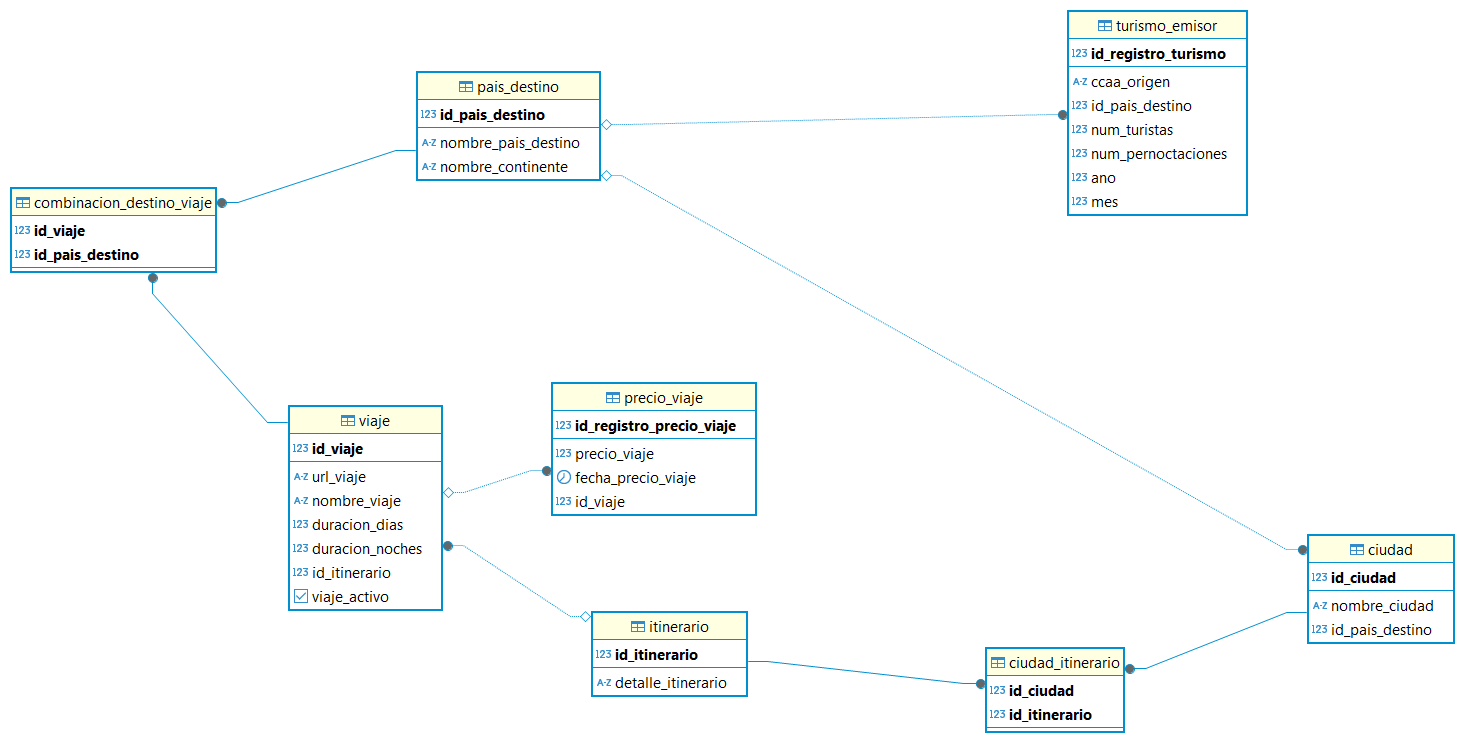 turismo_emisor
123 id_registro_turismo
A-Z ccaa_origen
123 id_pais_destino
123 num_turistas
123 num_pernoctaciones
123 ano
123 mes
pais_destino
123 id_pais_destino
A-Z nombre_pais_destino
A-Z nombre_continente
combinacion_destino_viaje
123 id_viaje
123 id_pais_destino
viaje
123 id_viaje
A-Z url_viaje
A-Z nombre_viaje
123 duracion_dias
123 duracion_noches
123 id_itinerario
viaje_activo
precio_viaje
123 id_registro_precio_viaje
123 precio_viaje
fecha_precio_viaje
123 id_viaje
itinerario
123 id_itinerario
A-Z detalle_itinerario
ciudad_itinerario
123 id_ciudad
123 id_itinerario
ciudad
123 id_ciudad
A-Z nombre_ciudad
123 id_pais_destino